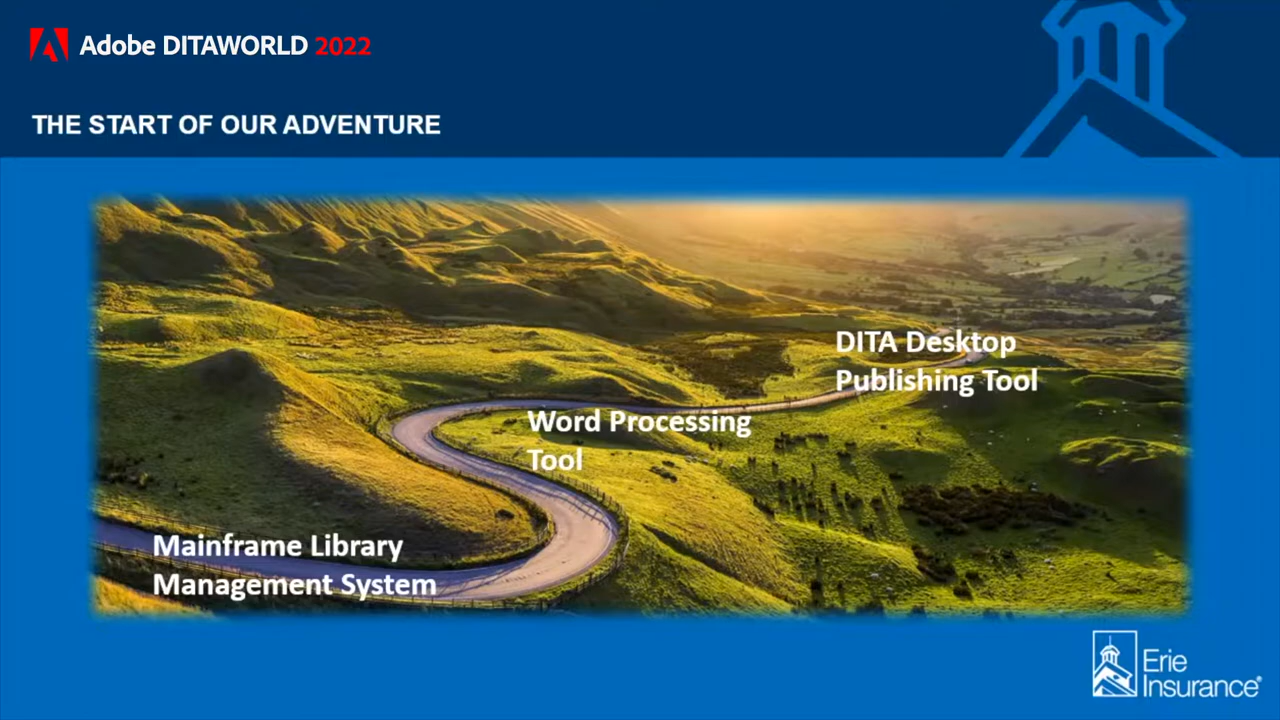 Adobe DITAWORLD 2022
THE START OF OUR ADVENTURE
DITA Desktop
Publishing Tool
Word Processing
Tool
Mainframe Library
Management System
Erie
Insurance®